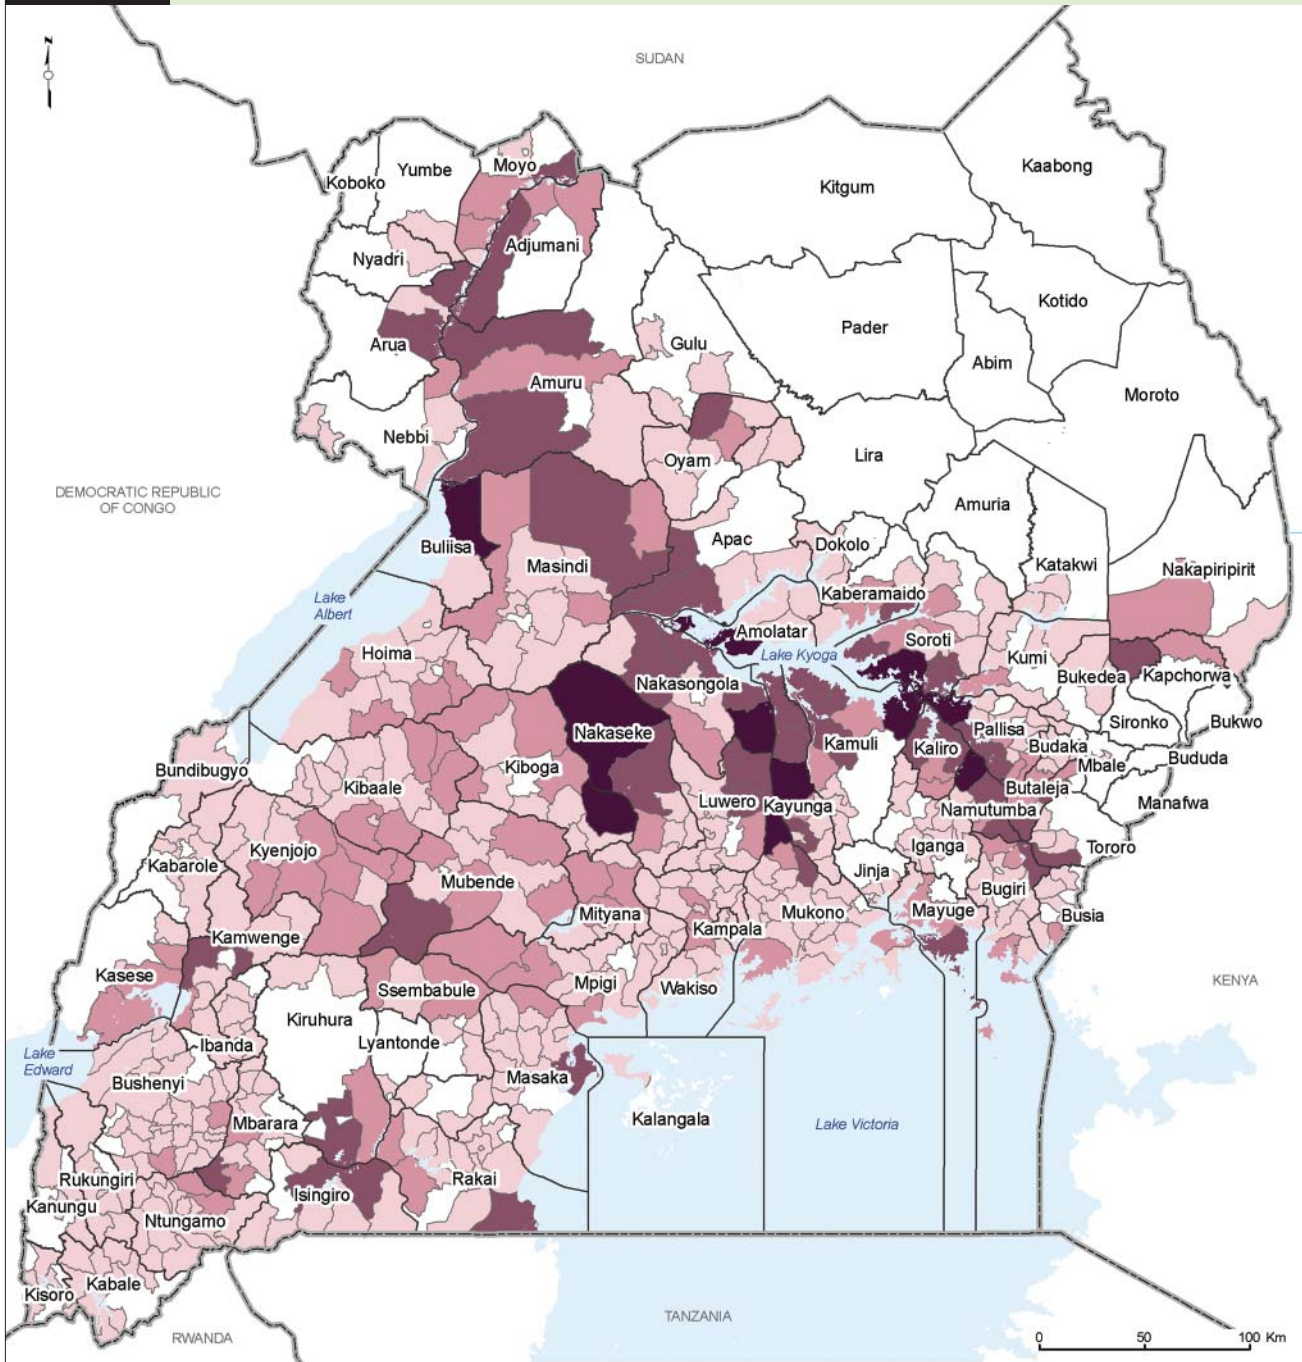 N
SUDAN
Kaabong
Moyo
Yumbe
Koboko
Kitgum
Adjumani
Nyadri
Kotido
Pader
Gulu
Arua
Abim
Amuru
Moroto
Nebbi
Lira
Oyam
DEMOCRATIC REPUBLIC
OF CONGO
Amuria
Apac
Dokolo
Buliisa
Masindi
Katakwi
Nakapiripirit
Kaberamaido
Lake
Albert
Amolatar
Soroti
Hoima
Lake Kyoga
Kumi
Bukedea
Kapchorwa
Nakasongola
Sironko
Bukwo
Nakaseke
Pallisa
Kamuli
Kaliro
Budaka
Bududa
Mbale
Kiboga
Bundibugyo
Kibaale
Butaleja
Luwero
Kayunga
Manafwa
Namutumba
Iganga
Tororo
Kyenjojo
Kabarole
Jinja
Mubende
Bugiri
Mityana
Mukono
Mayuge
Busia
Kampala
Kamwenge
Kasese
Mpigi
Wakiso
KENYA
Ssembabule
Kiruhura
Ibanda
Lyantonde
Lake
Edward
Bushenyi
Masaka
Mbarara
Kalangala
Lake Victoria
Rukungiri
Rakai
Isingiro
Kanungu
Ntungamo
Kabale
Kisoro
TANZANIA
RWANDA
0 50 100 Km